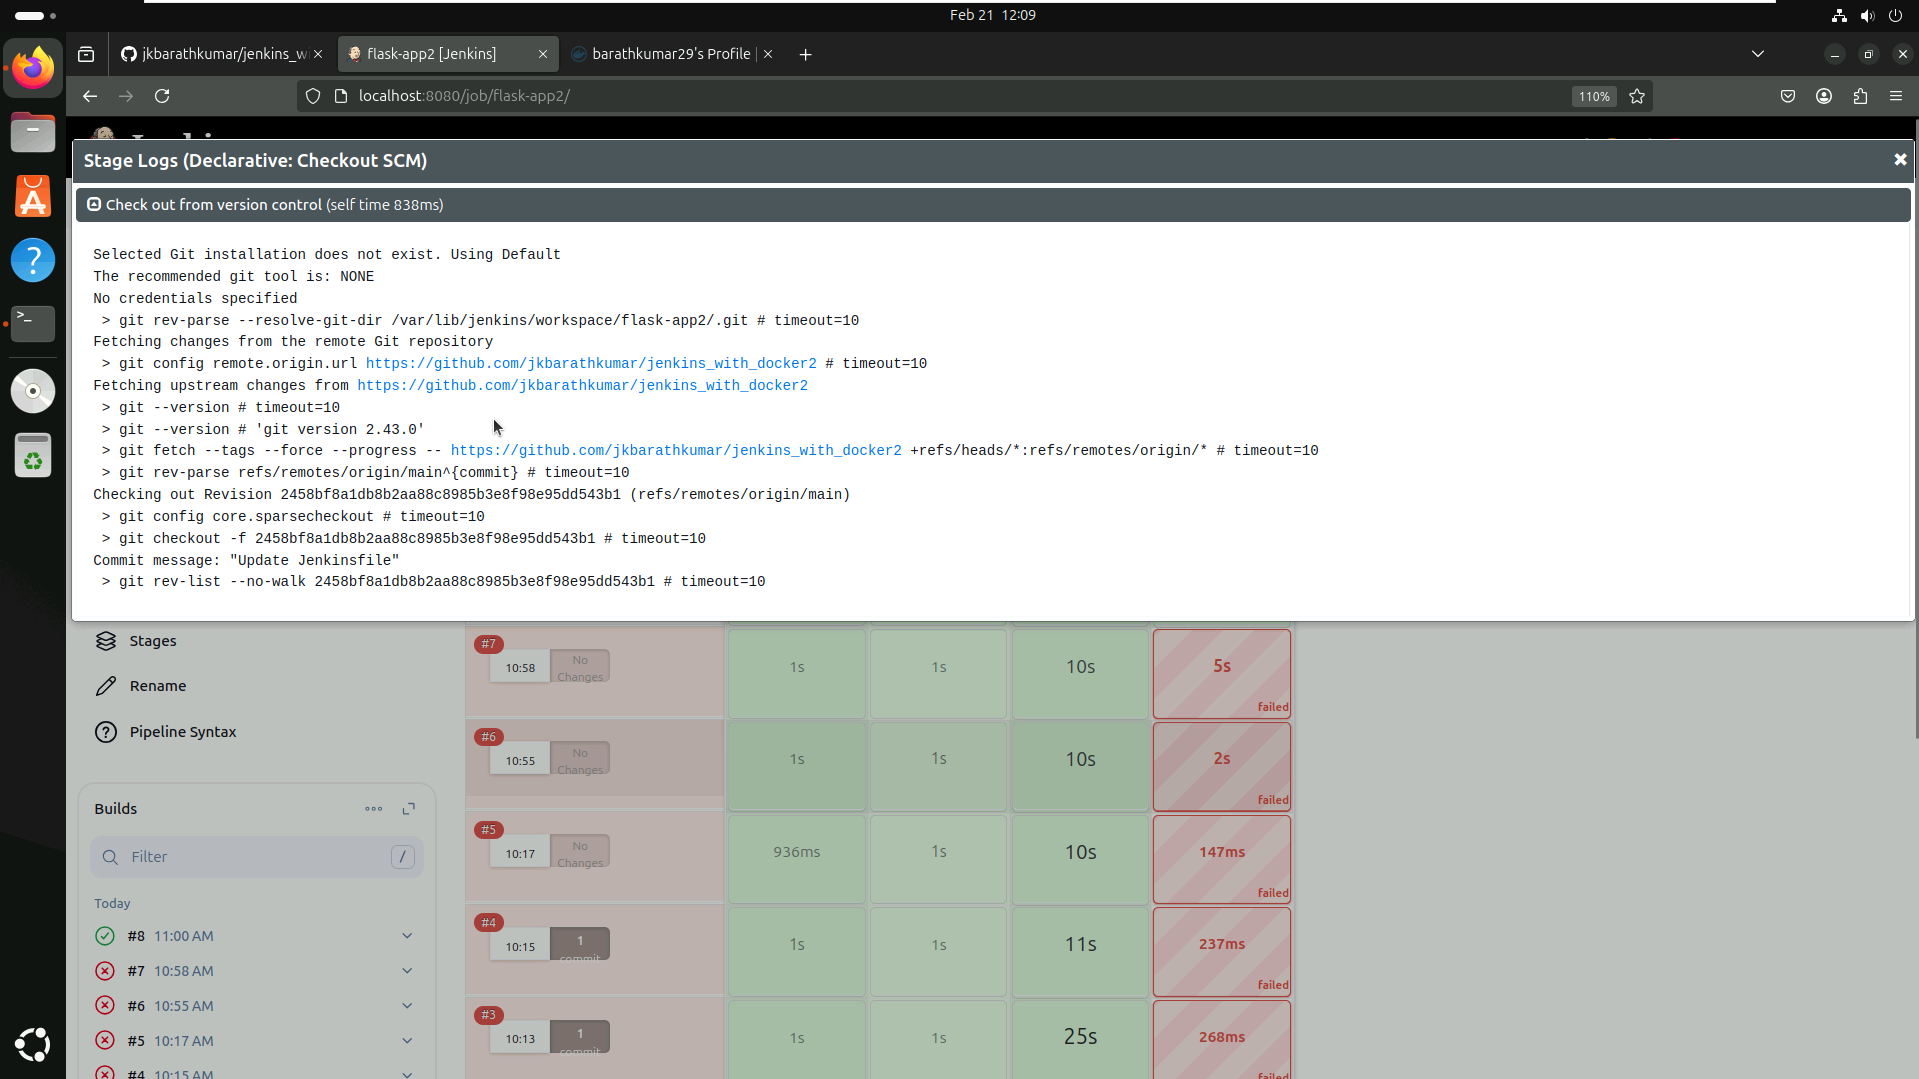 Feb 21 12:09
jkbarathkumar/jenkins_wi
flask-app2 [Jenkins]
barathkumar29's Profile |
localhost:8080/job/flask-app2/
110%
Stage Logs (Declarative: Checkout SCM)
Check out from version control (self time 838ms)
Selected Git installation does not exist. Using Default
The recommended git tool is: NONE
No credentials specified
> git rev-parse --resolve-git-dir /var/lib/jenkins/workspace/flask-app2/.git # timeout=10
Fetching changes from the remote Git repository
> git config remote.origin.url https://github.com/jkbarathkumar/jenkins_with_docker2 # timeout=10
Fetching upstream changes from https://github.com/jkbarathkumar/jenkins_with_docker2
> git --version # timeout=10
> git --version # 'git version 2.43.0'
> git fetch --tags --force --progress -- https://github.com/jkbarathkumar/jenkins_with_docker2 +refs/heads/*:refs/remotes/origin/* # timeout=10
> git rev-parse refs/remotes/origin/main^{commit} # timeout=10
Checking out Revision 2458bf8a1db8b2aa88c8985b3e8f98e95dd543b1 (refs/remotes/origin/main)
> git config core.sparsecheckout # timeout=10
> git checkout -f 2458bf8a1db8b2aa88c8985b3e8f98e95dd543b1 # timeout=10
Commit message: "Update Jenkinsfile"
> git rev-list --no-walk 2458bf8a1db8b2aa88c8985b3e8f98e95dd543b1 # timeout=10
Stages
Rename
Pipeline Syntax
Builds
Filter
/
Today
#8 11:00 AM
#7 10:58 AM
#6 10:55 AM
#5 10:17 AM
#4 10:15 AM
#7
10:58
No
Changes
1s
1s
10s
5s
failed
#6
10:55
No
Changes
1s
1s
10s
2s
failed
#5
10:17
No
Changes
936ms
1s
10s
147ms
failed
#4
10:15
1
commit
1s
1s
11s
237ms
failed
#3
10:13
1
commit
1s
1s
25s
268ms
failed